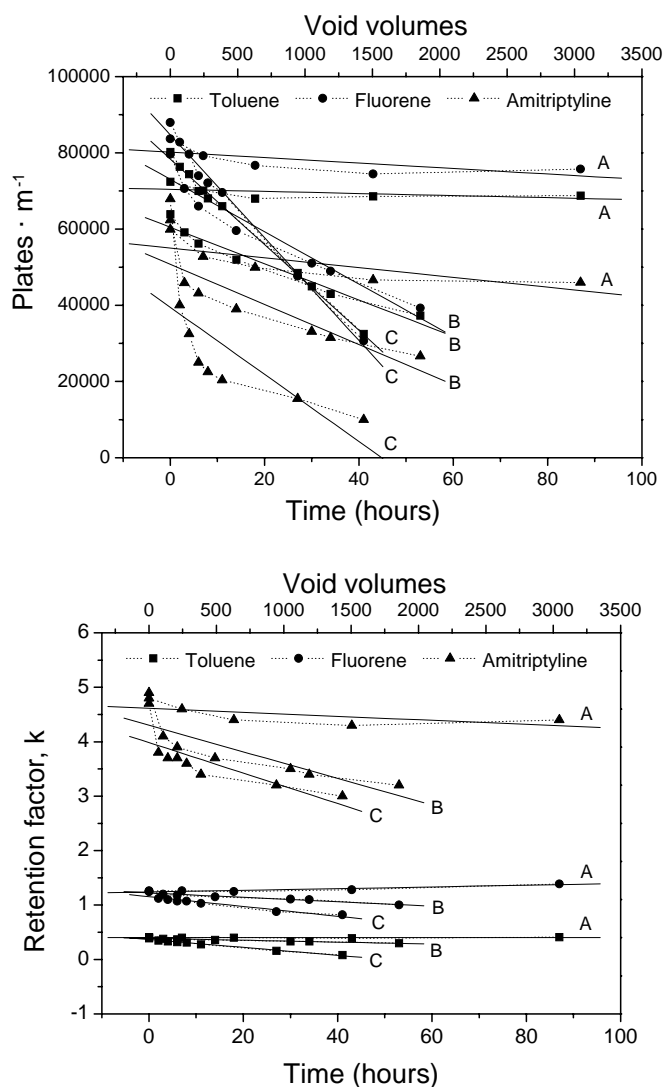 Void volumes
0 500 1000 1500 2000 2500 3000 3500
100000
80000
60000
40000
20000
0
Plates · m⁻¹
Toluene Fluorene Amitriptyline
A
A
A
B
B
B
C
C
C
0 20 40 60 80 100
Time (hours)
Void volumes
0 500 1000 1500 2000 2500 3000 3500
6
5
4
3
2
1
0
-1
Retention factor, k
Toluene Fluorene Amitriptyline
A
B
C
A
B
C
A
B
C
0 20 40 60 80 100
Time (hours)